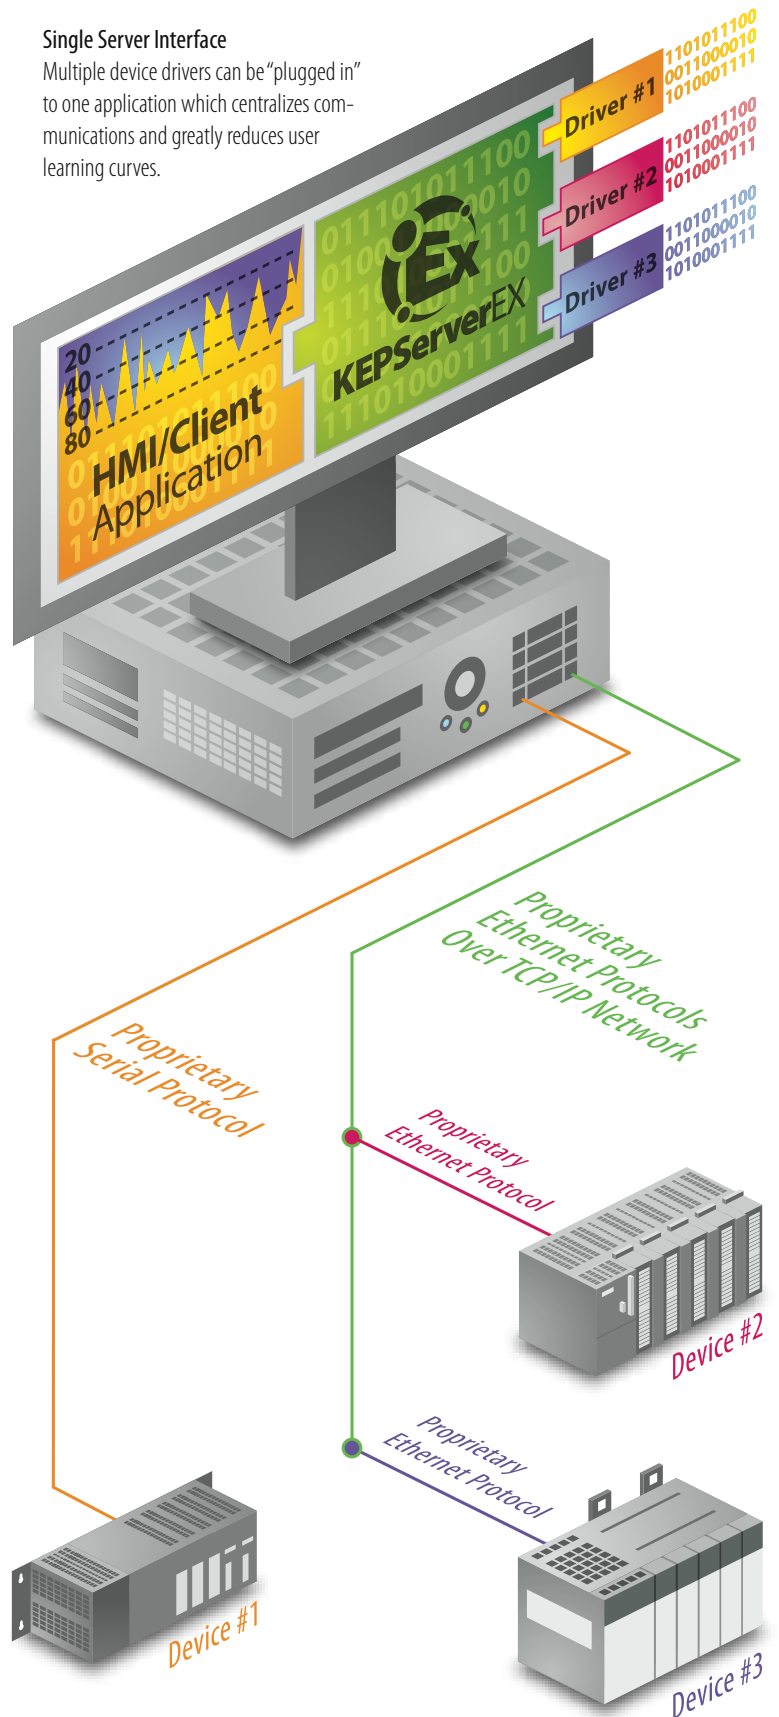 Single Server Interface
Multiple device drivers can be “plugged in”
to one application which centralizes com-
munications and greatly reduces user
learning curves.
Driver #1
1101011100
0011000010
1010001111
Driver #2
1101011100
0011000010
1010001111
Driver #3
1101011100
0011000010
1010001111
iEx
KEPServerEX
111010001111
20
40
60
80
HMI/Client
Application
Proprietary
Ethernet Protocols
Over TCP/IP Network
Proprietary
Serial Protocol
Proprietary
Ethernet Protocol
Device #2
Proprietary
Ethernet Protocol
Device #1
Device #3